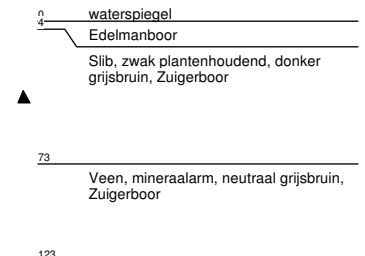 0 waterspiegel
4
Edelmanboor
Slib, zwak plantenhoudend, donker
grijsbruin, Zuigerboor
73
Veen, mineraalarm, neutraal grijsbruin,
Zuigerboor
123